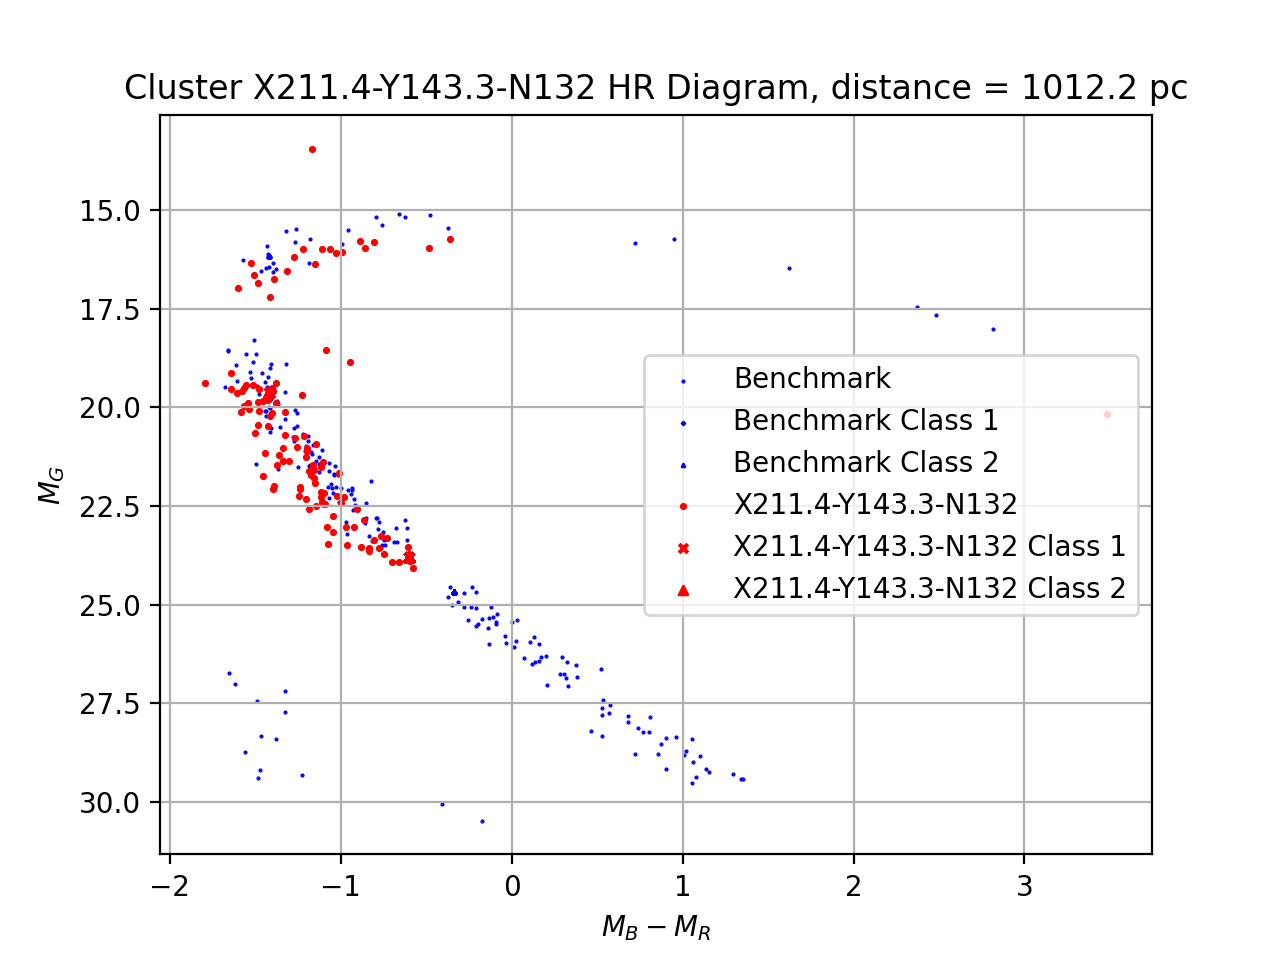 Cluster X211.4-Y143.3-N132 HR Diagram, distance = 1012.2 pc
15.0
17.5
20.0
22.5
25.0
27.5
30.0
M_G
Benchmark
Benchmark Class 1
Benchmark Class 2
X211.4-Y143.3-N132
X211.4-Y143.3-N132 Class 1
X211.4-Y143.3-N132 Class 2
−2 −1 0 1 2 3
M_B − M_R